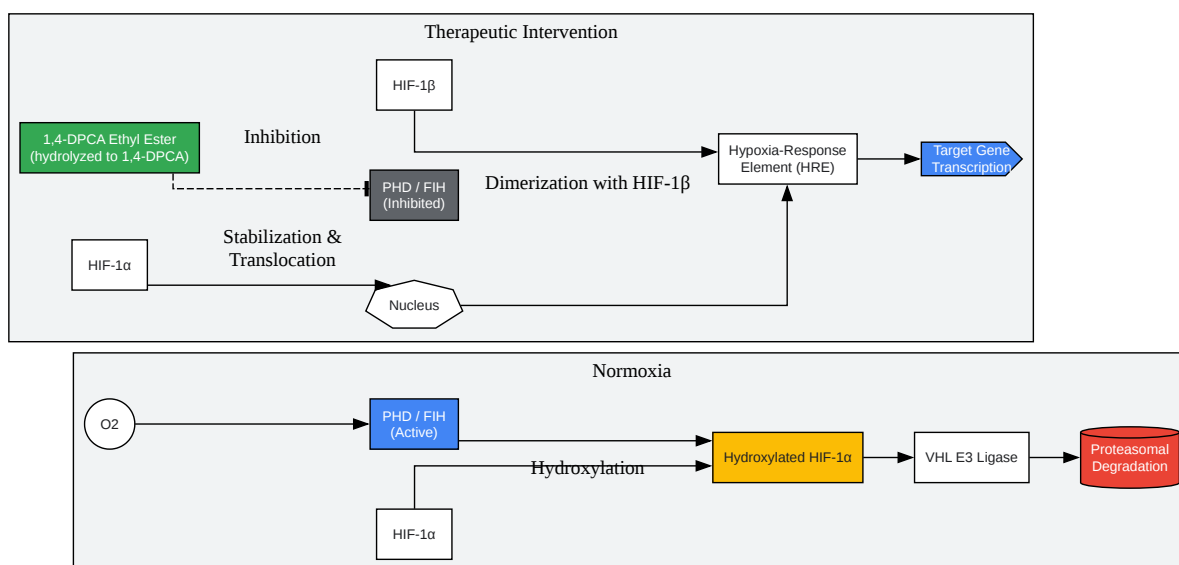 Therapeutic Intervention
HIF-1β
1,4-DPCA Ethyl Ester
(hydrolyzed to 1,4-DPCA)
Inhibition
Hypoxia-Response
Element (HRE)
Target Gene
Transcription
PHD / FIH
(Inhibited)
Dimerization with HIF-1β
Stabilization &
Translocation
HIF-1α
Nucleus
Normoxia
O2
PHD / FIH
(Active)
Hydroxylation
Hydroxylated HIF-1α
VHL E3 Ligase
Proteasomal
Degradation
HIF-1α